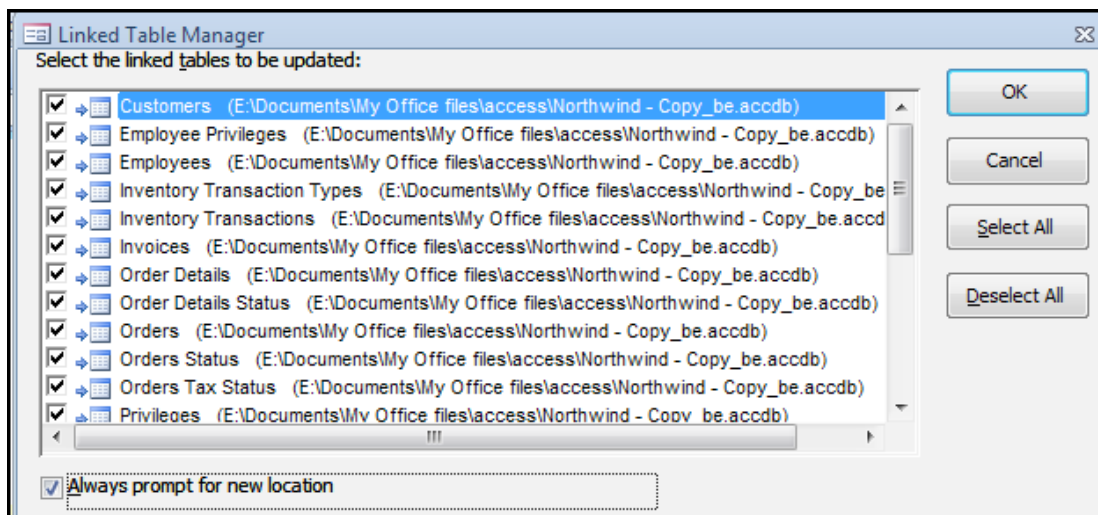 Linked Table Manager
Select the linked tables to be updated:
Customers (E:\Documents\My Office files\access\Northwind - Copy_be.accdb)
Employee Privileges (E:\Documents\My Office files\access\Northwind - Copy_be.accdb)
Employees (E:\Documents\My Office files\access\Northwind - Copy_be.accdb)
Inventory Transaction Types (E:\Documents\My Office files\access\Northwind - Copy_be
Inventory Transactions (E:\Documents\My Office files\access\Northwind - Copy_be.accd
Invoices (E:\Documents\My Office files\access\Northwind - Copy_be.accdb)
Order Details (E:\Documents\My Office files\access\Northwind - Copy_be.accdb)
Order Details Status (E:\Documents\My Office files\access\Northwind - Copy_be.accdb)
Orders (E:\Documents\My Office files\access\Northwind - Copy_be.accdb)
Orders Status (E:\Documents\My Office files\access\Northwind - Copy_be.accdb)
Orders Tax Status (E:\Documents\My Office files\access\Northwind - Copy_be.accdb)
Privileges (E:\Documents\My Office files\access\Northwind - Copy_be.accdb)
Always prompt for new location
OK
Cancel
Select All
Deselect All